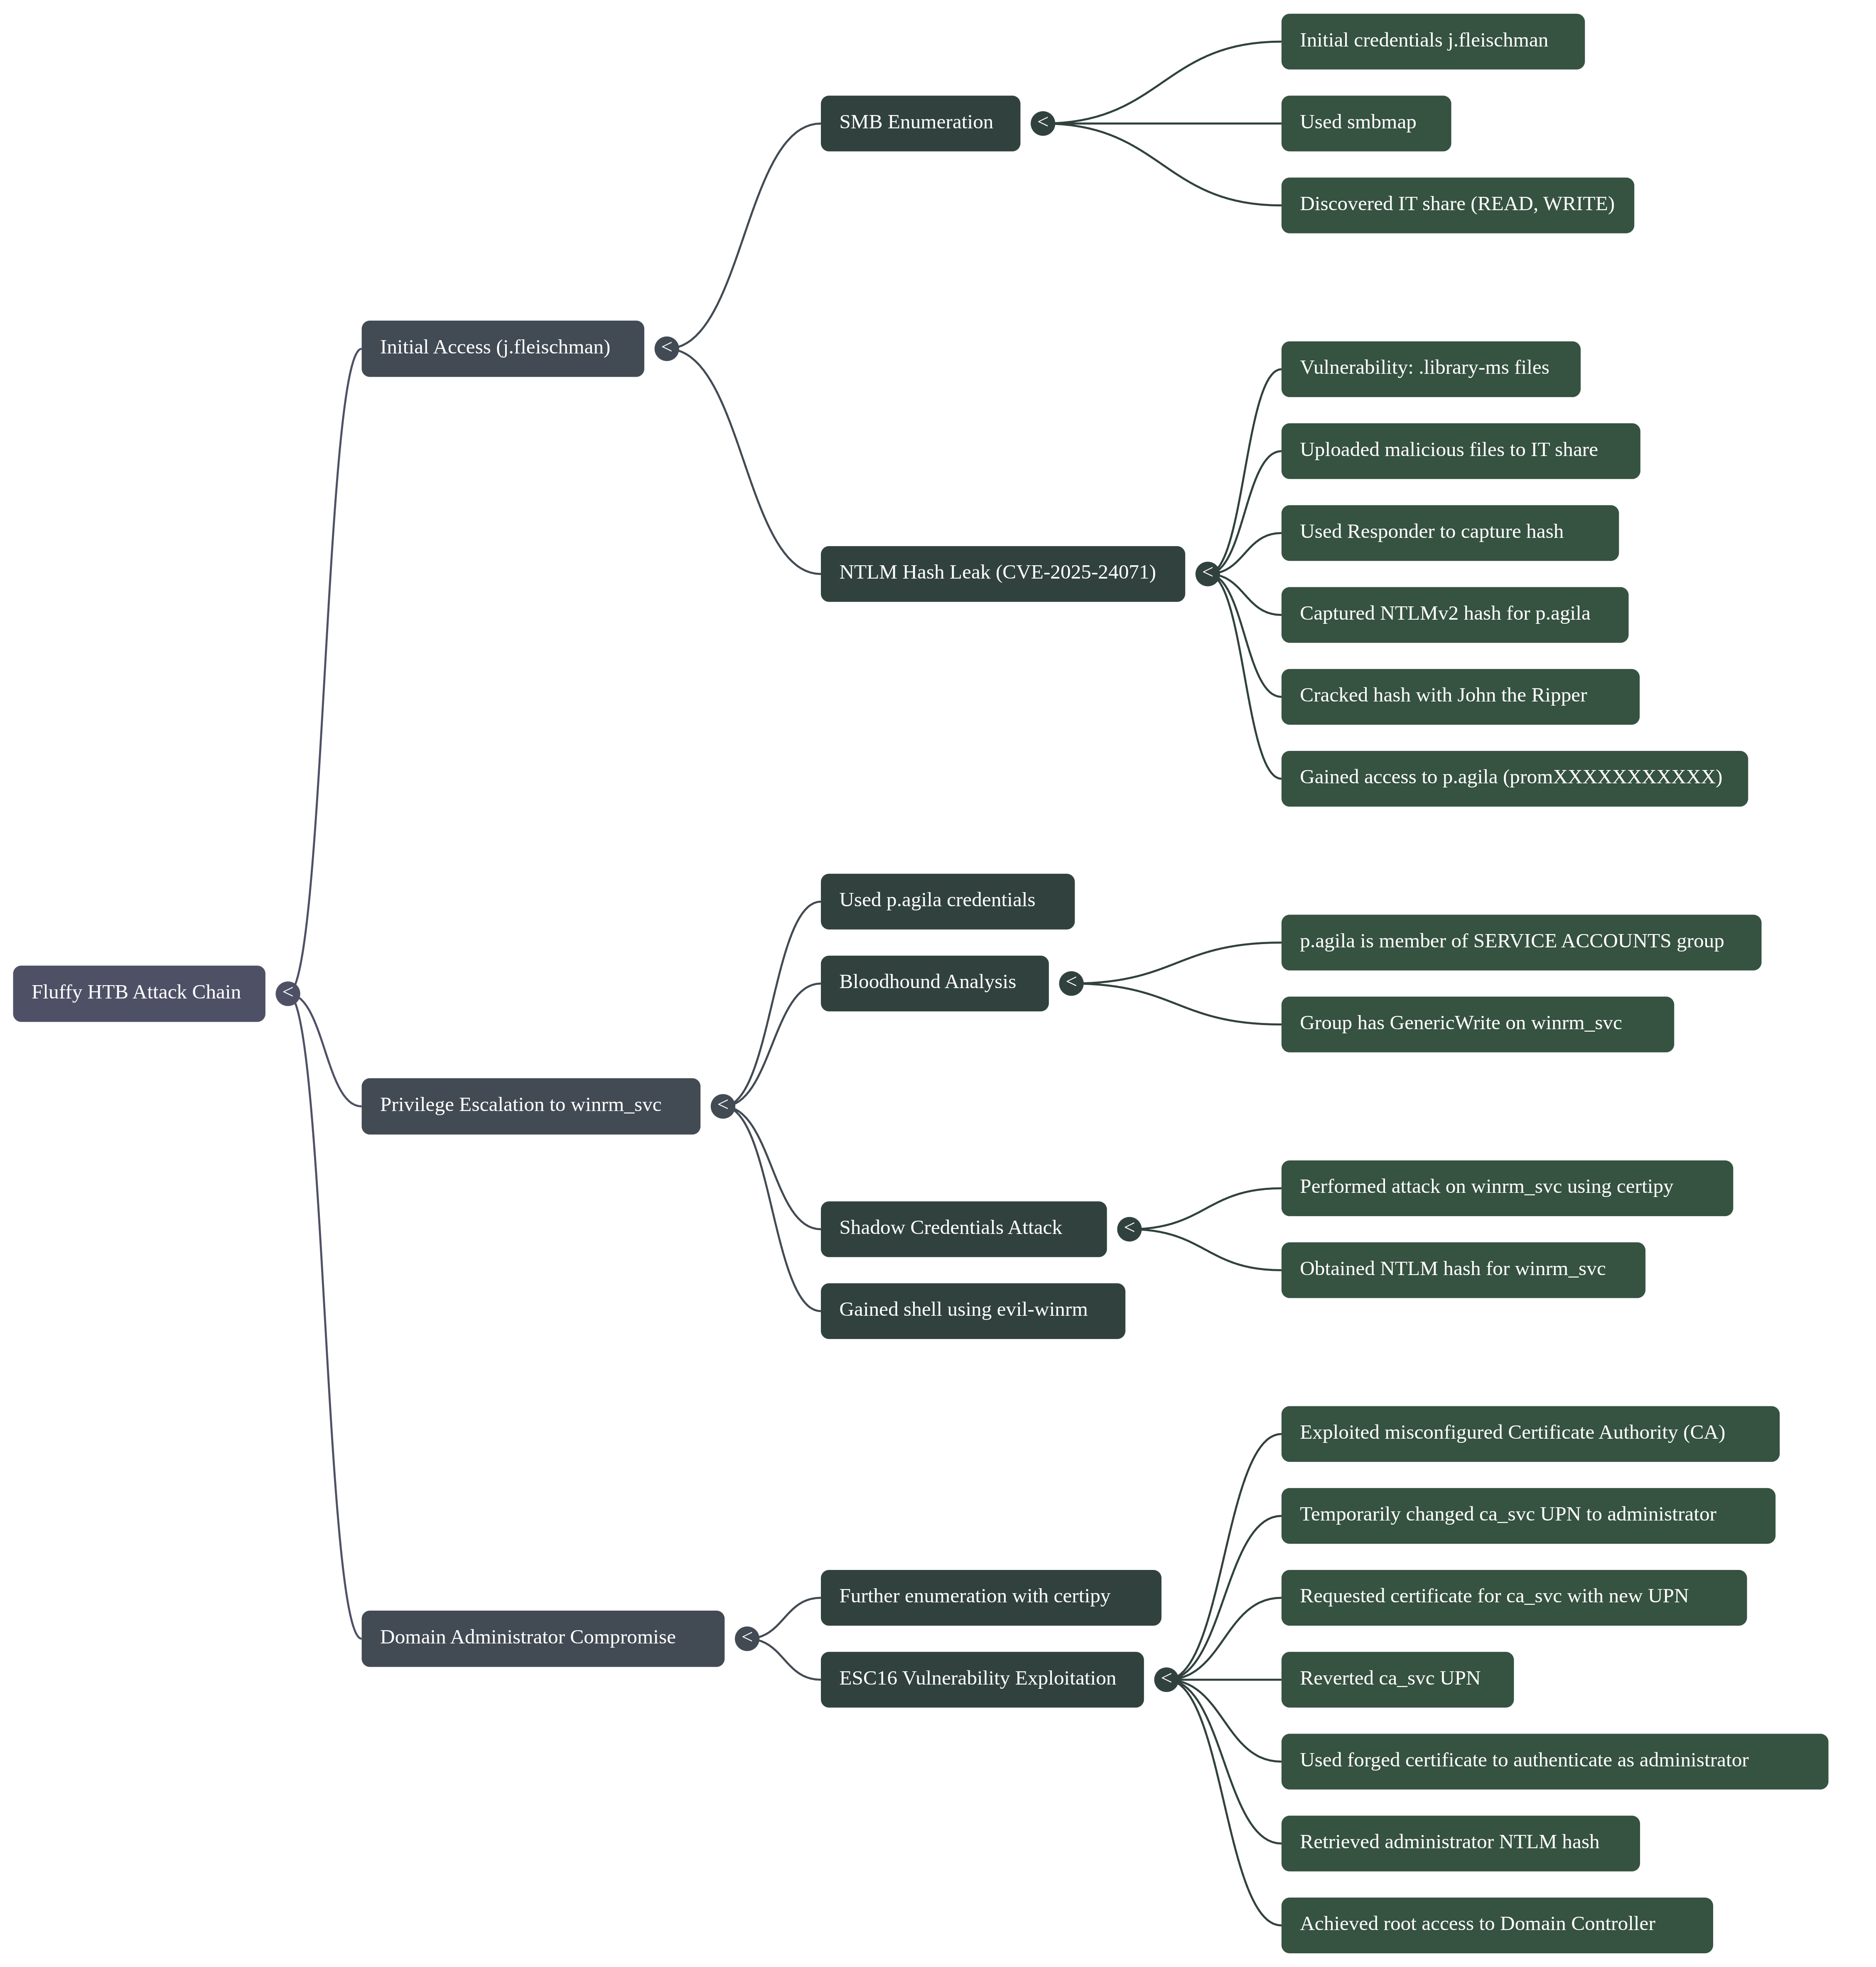 Fluffy HTB Attack Chain
<
Initial Access (j.fleischman)
<
SMB Enumeration
<
Initial credentials j.fleischman
Used smbmap
Discovered IT share (READ, WRITE)
NTLM Hash Leak (CVE-2025-24071)
<
Vulnerability: .library-ms files
Uploaded malicious files to IT share
Used Responder to capture hash
Captured NTLMv2 hash for p.agila
Cracked hash with John the Ripper
Gained access to p.agila (promXXXXXXXXXXX)
Privilege Escalation to winrm_svc
<
Used p.agila credentials
Bloodhound Analysis
<
p.agila is member of SERVICE ACCOUNTS group
Group has GenericWrite on winrm_svc
Shadow Credentials Attack
<
Performed attack on winrm_svc using certipy
Obtained NTLM hash for winrm_svc
Gained shell using evil-winrm
Domain Administrator Compromise
<
Further enumeration with certipy
ESC16 Vulnerability Exploitation
<
Exploited misconfigured Certificate Authority (CA)
Temporarily changed ca_svc UPN to administrator
Requested certificate for ca_svc with new UPN
Reverted ca_svc UPN
Used forged certificate to authenticate as administrator
Retrieved administrator NTLM hash
Achieved root access to Domain Controller